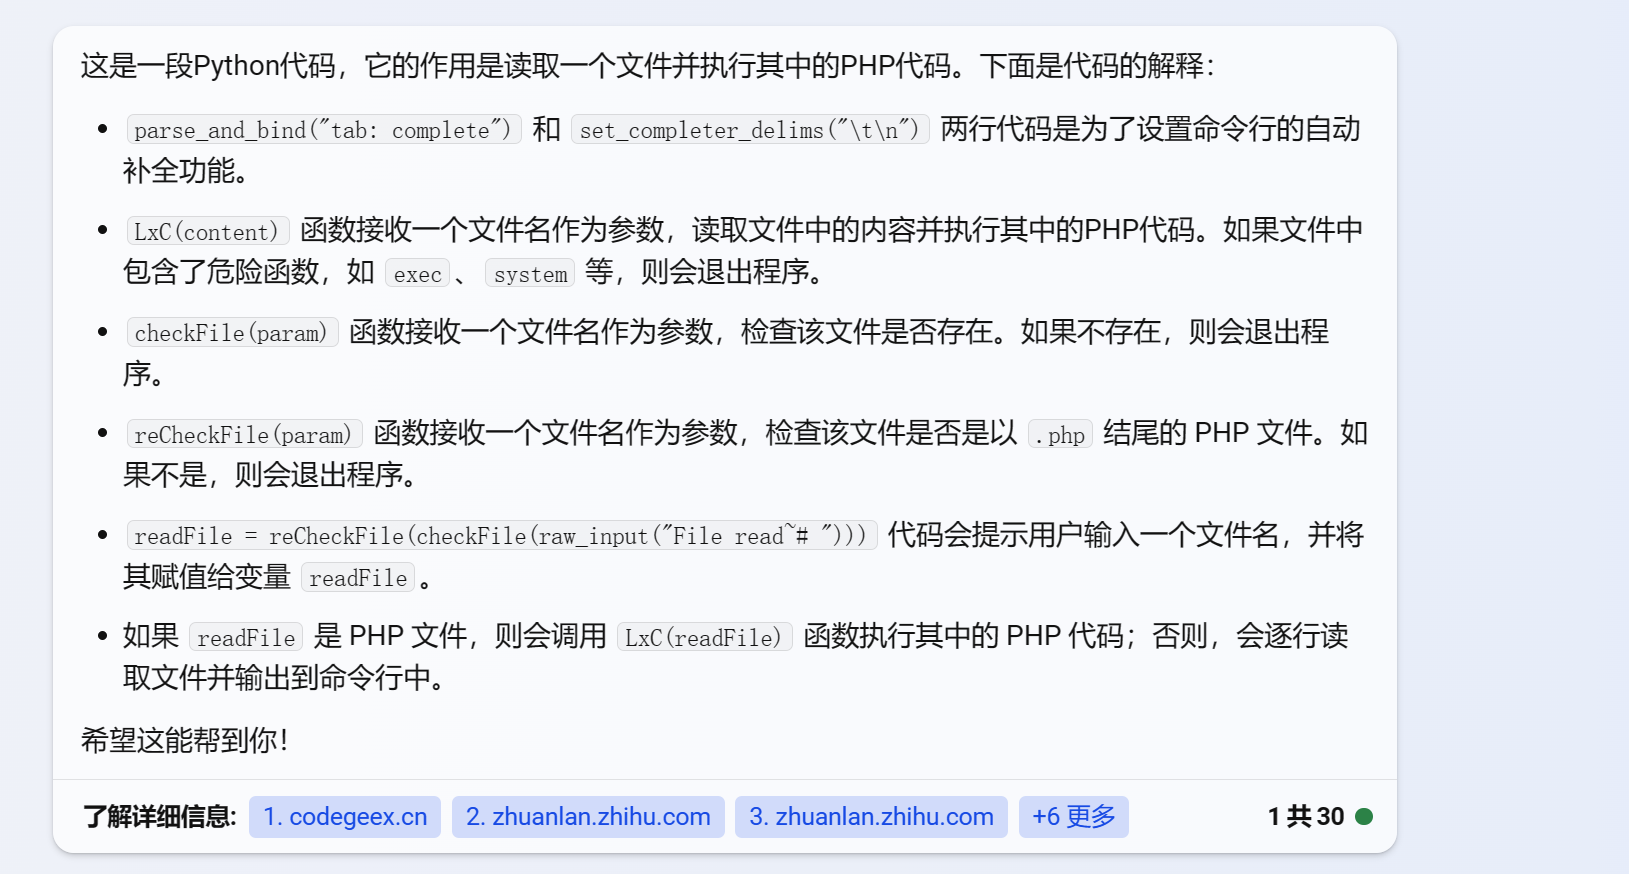 这是一段Python代码，它的作用是读取一个文件并执行其中的PHP代码。下面是代码的解释：
parse_and_bind("tab: complete") 和 set_completer_delims("\t\n") 两行代码是为了设置命令行的自动
补全功能。
LxC(content) 函数接收一个文件名作为参数，读取文件中的内容并执行其中的PHP代码。如果文件中
包含了危险函数，如 exec、system 等，则会退出程序。
checkFile(param) 函数接收一个文件名作为参数，检查该文件是否存在。如果不存在，则会退出程
序。
reCheckFile(param) 函数接收一个文件名作为参数，检查该文件是否是以 .php 结尾的 PHP 文件。如
果不是，则会退出程序。
readFile = reCheckFile(checkFile(raw_input("File read~# "))) 代码会提示用户输入一个文件名，并将
其赋值给变量 readFile。
如果 readFile 是 PHP 文件，则会调用 LxC(readFile) 函数执行其中的 PHP 代码；否则，会逐行读
取文件并输出到命令行中。
希望这能帮到你！
了解详细信息: 1. codegeex.cn 2. zhuanlan.zhihu.com 3. zhuanlan.zhihu.com +6 更多 1 共 30